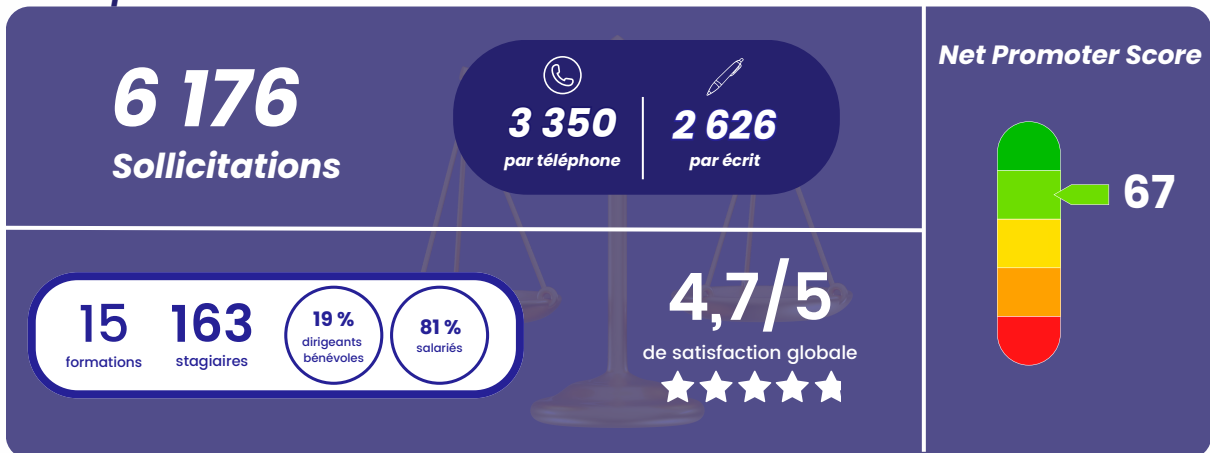 6 176
Sollicitations
3 350
par téléphone
2 626
par écrit
Net Promoter Score
67
15
formations
163
stagiaires
19 %
dirigeants
bénévoles
81 %
salariés
4,7/5
de satisfaction globale